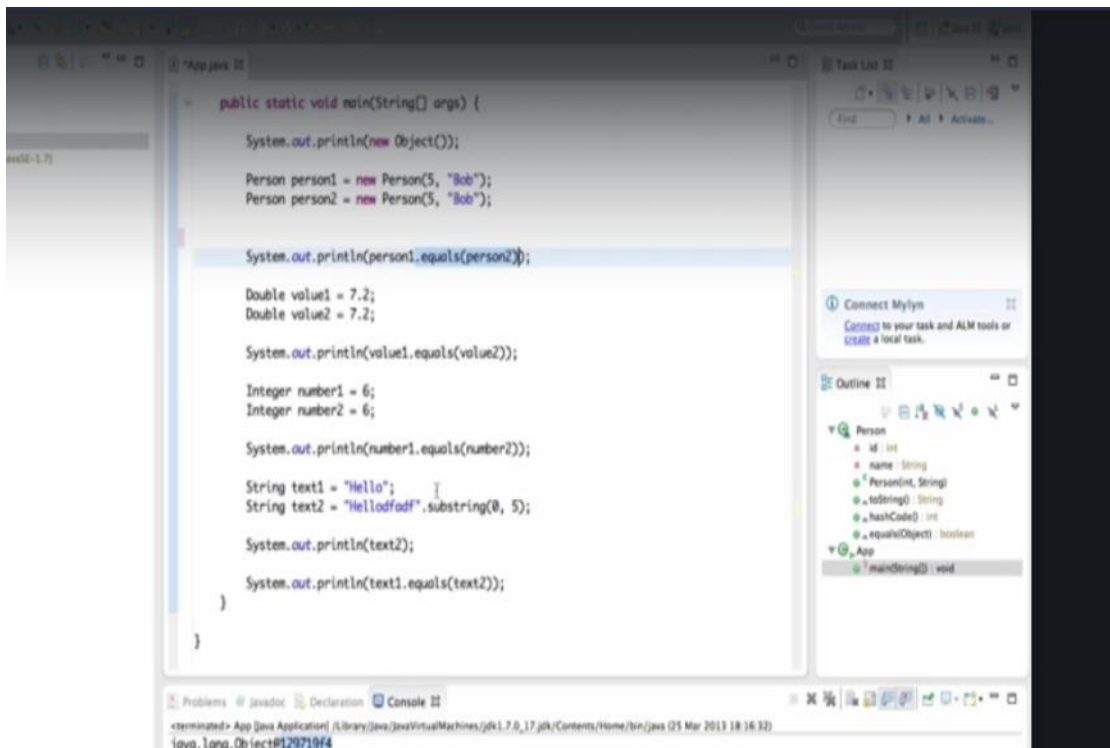 *App.java
Task List
public static void main(String[] args) {
Find
All
Activate...
System.out.println(new Object());
Person person1 = new Person(5, "Bob");
Person person2 = new Person(5, "Bob");
System.out.println(person1.equals(person2));
Double value1 = 7.2;
Double value2 = 7.2;
System.out.println(value1.equals(value2));
Integer number1 = 6;
Integer number2 = 6;
System.out.println(number1.equals(number2));
String text1 = "Hello";
String text2 = "Hellodfadf".substring(0, 5);
System.out.println(text2);
System.out.println(text1.equals(text2));
}
}
Connect Mylyn
Connect to your task and ALM tools or
create a local task.
Outline
Person
id : int
name : String
Person(int, String)
toString() : String
hashCode() : int
equals(Object) : boolean
App
main(String[]) : void
Problems Javadoc Declaration Console
<terminated> App [Java Application] /Library/Java/JavaVirtualMachines/jdk1.7.0_17.jdk/Contents/Home/bin/java (25 Mar 2013 18:16:32)
java.lang.Object@129719f4